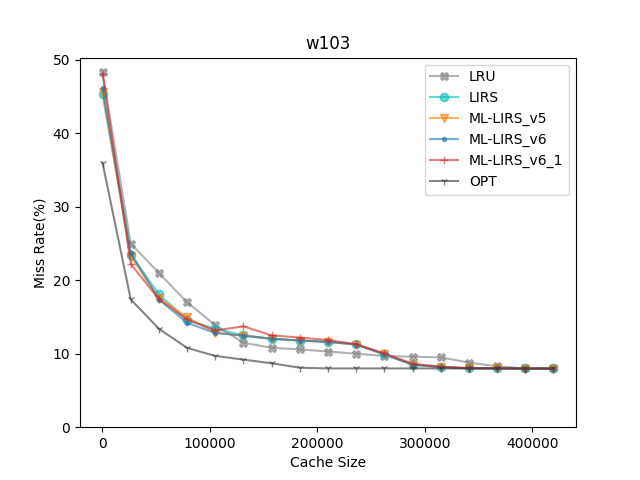 w103
LRU
LIRS
ML-LIRS_v5
ML-LIRS_v6
ML-LIRS_v6_1
OPT
Miss Rate(%)
50
40
30
20
10
0
0 100000 200000 300000 400000
Cache Size